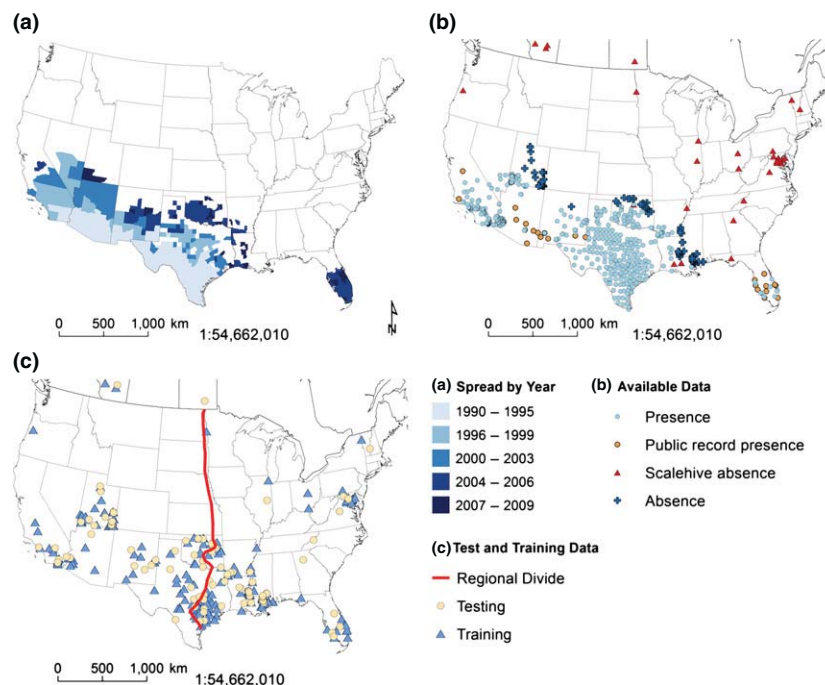 (a)
(b)
0 500 1,000 km
1:54,662,010
N
0 500 1,000 km
1:54,662,010
(c)
0 500 1,000 km
1:54,662,010
(a) Spread by Year
1990 – 1995
1996 – 1999
2000 – 2003
2004 – 2006
2007 – 2009
(b) Available Data
Presence
Public record presence
Scalehive absence
Absence
(c) Test and Training Data
Regional Divide
Testing
Training